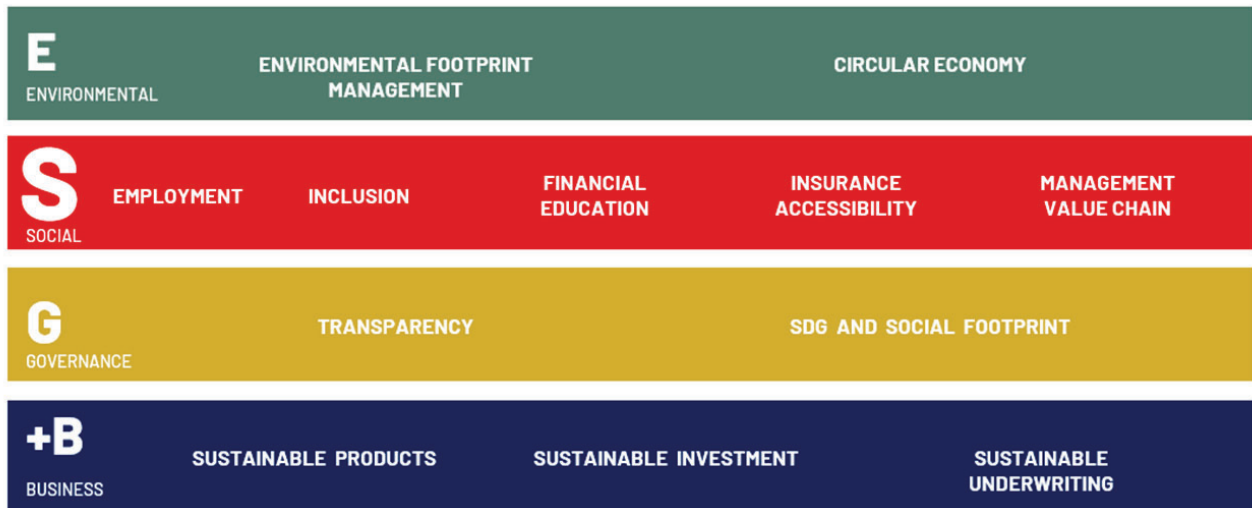 E
ENVIRONMENTAL
ENVIRONMENTAL FOOTPRINT
MANAGEMENT
CIRCULAR ECONOMY
S
SOCIAL
EMPLOYMENT
INCLUSION
FINANCIAL
EDUCATION
INSURANCE
ACCESSIBILITY
MANAGEMENT
VALUE CHAIN
G
GOVERNANCE
TRANSPARENCY
SDG AND SOCIAL FOOTPRINT
+B
BUSINESS
SUSTAINABLE PRODUCTS
SUSTAINABLE INVESTMENT
SUSTAINABLE
UNDERWRITING